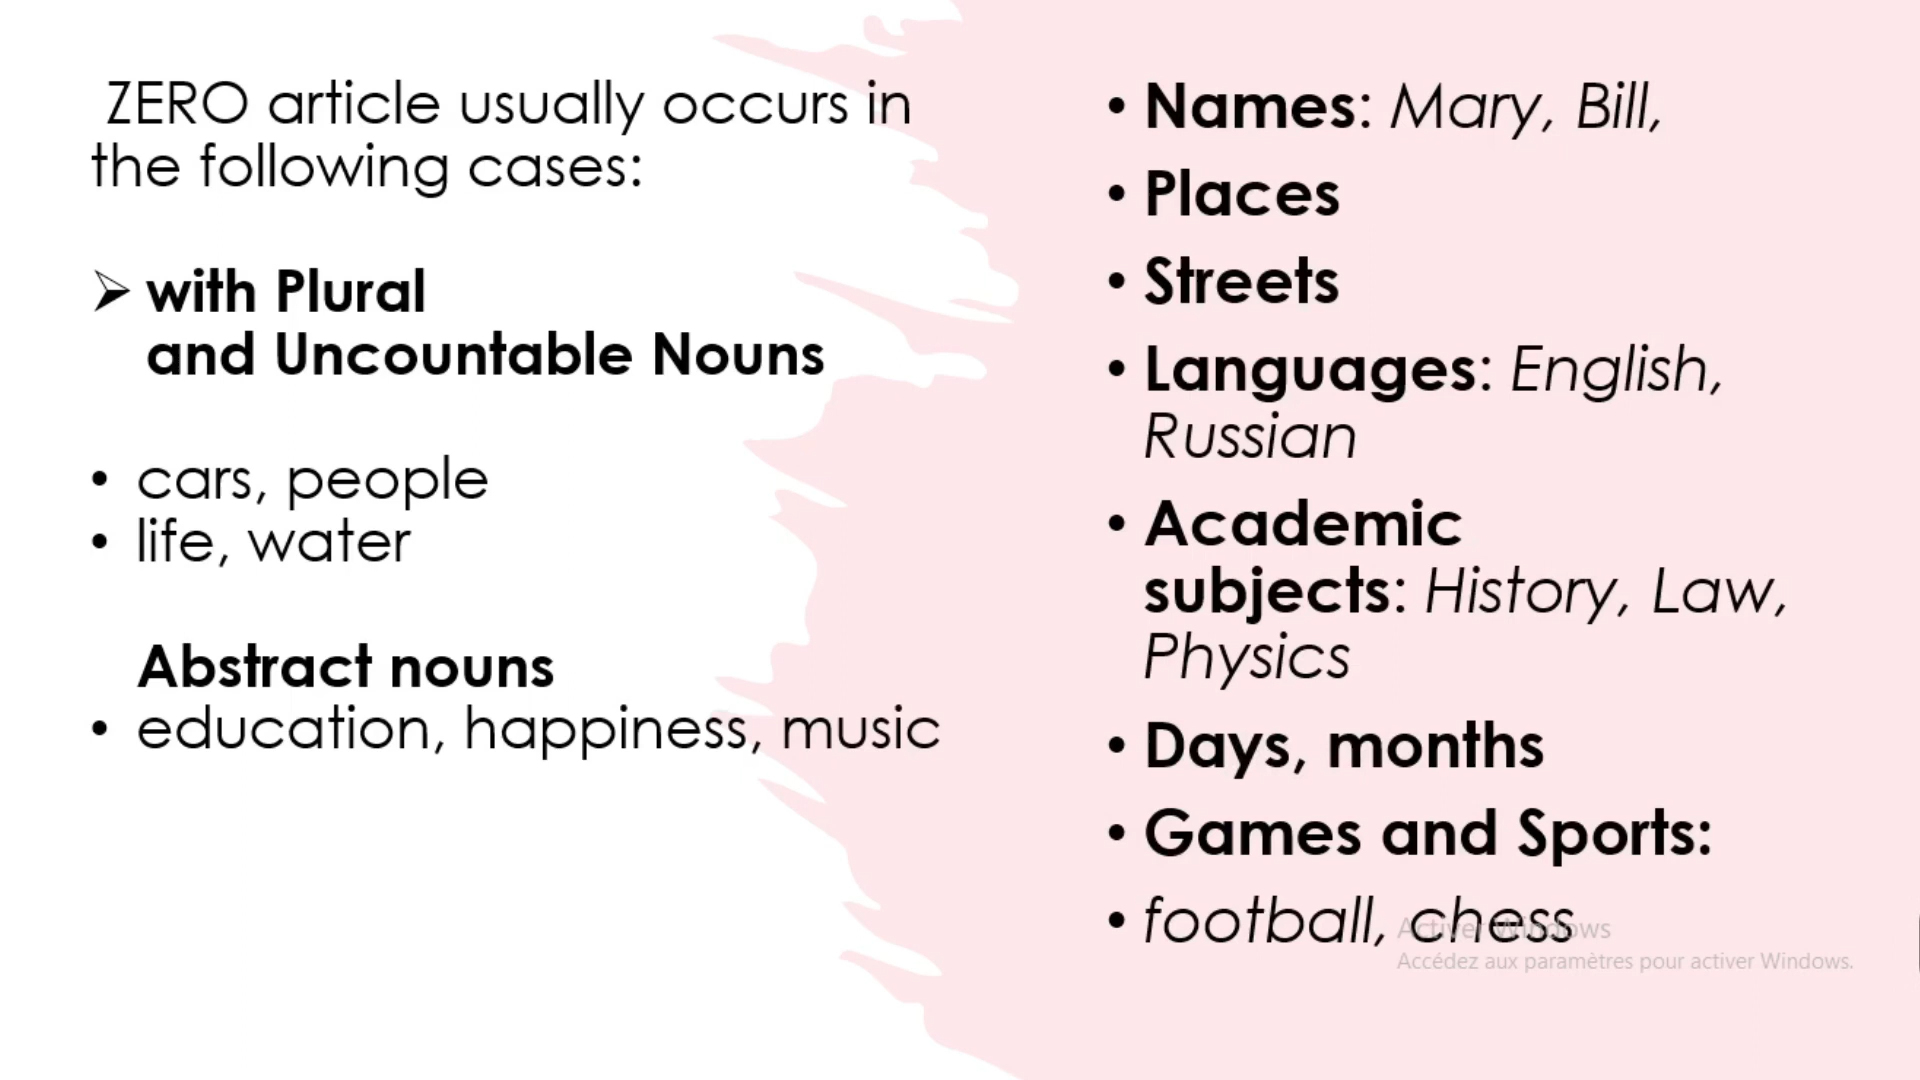 ZERO article usually occurs in
the following cases:
➢ with Plural
and Uncountable Nouns
• cars, people
• life, water
Abstract nouns
• education, happiness, music
• Names: Mary, Bill,
• Places
• Streets
• Languages: English,
Russian
• Academic
subjects: History, Law,
Physics
• Days, months
• Games and Sports:
• football, chess
Activer Windows
Accédez aux paramètres pour activer Windows.